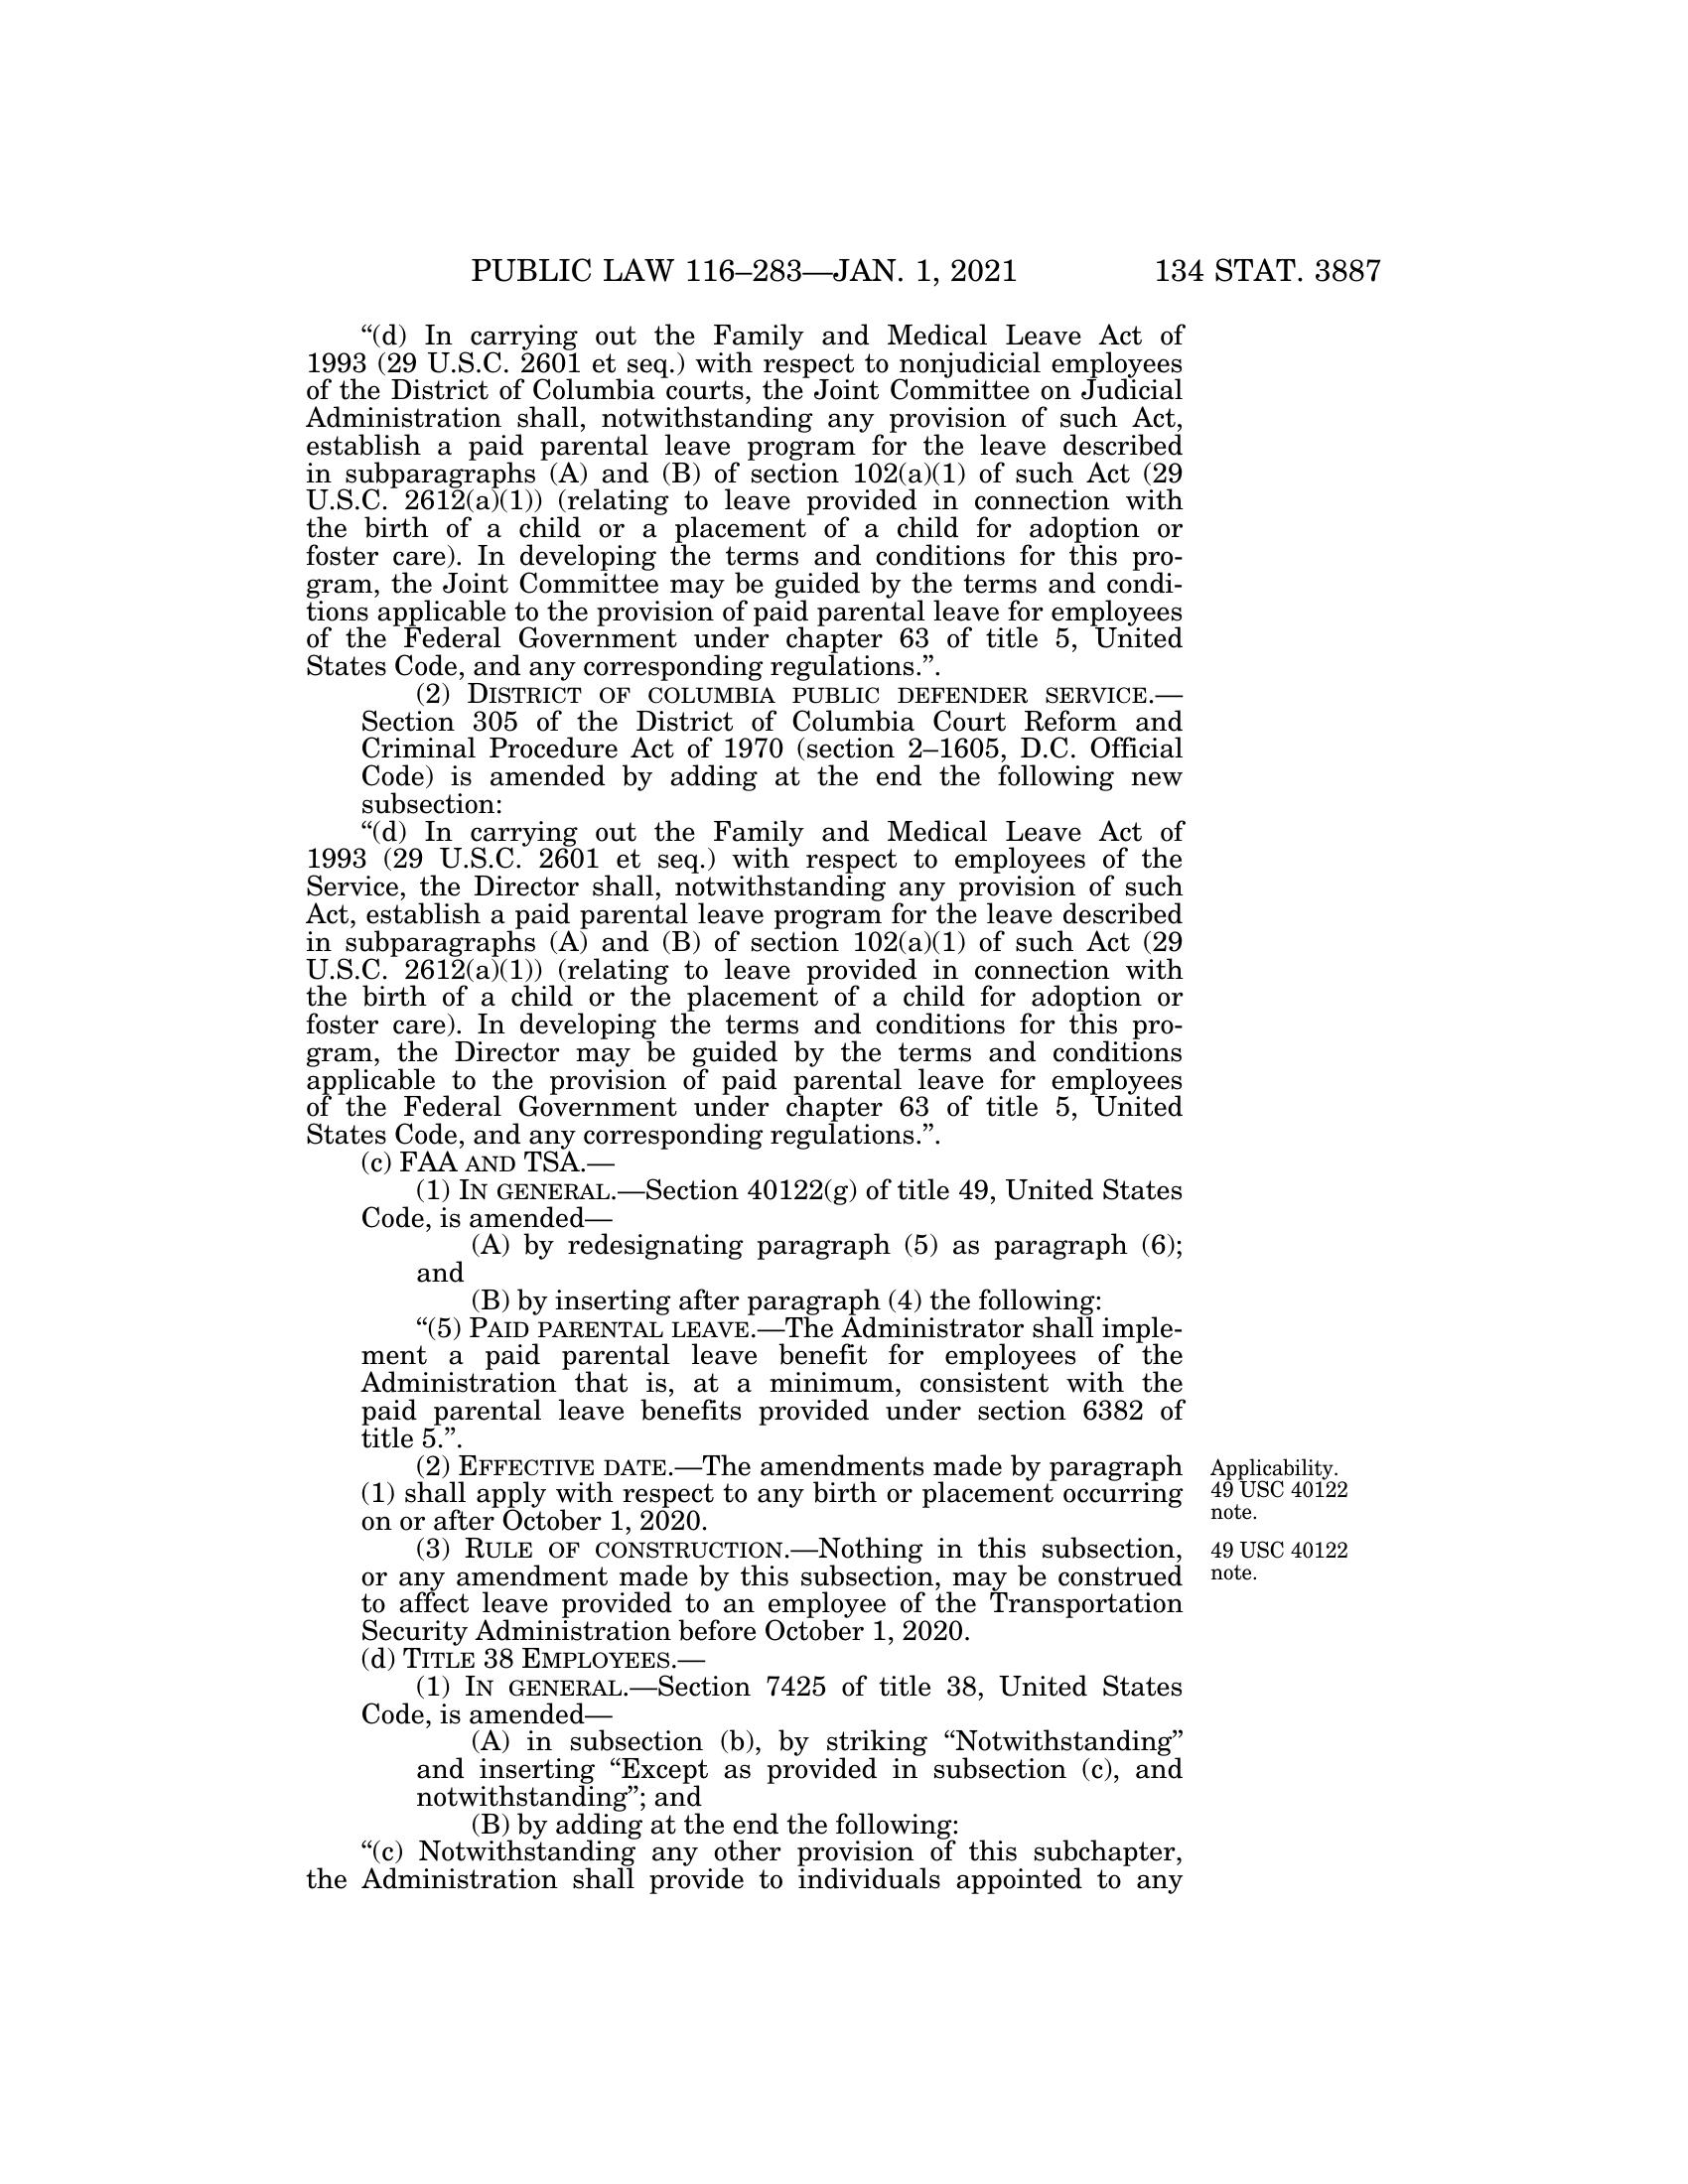 PUBLIC LAW 116–283—JAN. 1, 2021 134 STAT. 3887
“(d) In carrying out the Family and Medical Leave Act of
1993 (29 U.S.C. 2601 et seq.) with respect to nonjudicial employees
of the District of Columbia courts, the Joint Committee on Judicial
Administration shall, notwithstanding any provision of such Act,
establish a paid parental leave program for the leave described
in subparagraphs (A) and (B) of section 102(a)(1) of such Act (29
U.S.C. 2612(a)(1)) (relating to leave provided in connection with
the birth of a child or a placement of a child for adoption or
foster care). In developing the terms and conditions for this pro-
gram, the Joint Committee may be guided by the terms and condi-
tions applicable to the provision of paid parental leave for employees
of the Federal Government under chapter 63 of title 5, United
States Code, and any corresponding regulations.”.
(2) DISTRICT OF COLUMBIA PUBLIC DEFENDER SERVICE.—
Section 305 of the District of Columbia Court Reform and
Criminal Procedure Act of 1970 (section 2–1605, D.C. Official
Code) is amended by adding at the end the following new
subsection:
“(d) In carrying out the Family and Medical Leave Act of
1993 (29 U.S.C. 2601 et seq.) with respect to employees of the
Service, the Director shall, notwithstanding any provision of such
Act, establish a paid parental leave program for the leave described
in subparagraphs (A) and (B) of section 102(a)(1) of such Act (29
U.S.C. 2612(a)(1)) (relating to leave provided in connection with
the birth of a child or the placement of a child for adoption or
foster care). In developing the terms and conditions for this pro-
gram, the Director may be guided by the terms and conditions
applicable to the provision of paid parental leave for employees
of the Federal Government under chapter 63 of title 5, United
States Code, and any corresponding regulations.”.
(c) FAA AND TSA.—
(1) IN GENERAL.—Section 40122(g) of title 49, United States
Code, is amended—
(A) by redesignating paragraph (5) as paragraph (6);
and
(B) by inserting after paragraph (4) the following:
“(5) PAID PARENTAL LEAVE.—The Administrator shall imple-
ment a paid parental leave benefit for employees of the
Administration that is, at a minimum, consistent with the
paid parental leave benefits provided under section 6382 of
title 5.”.
(2) EFFECTIVE DATE.—The amendments made by paragraph
(1) shall apply with respect to any birth or placement occurring
on or after October 1, 2020.
Applicability.
49 USC 40122
note.
(3) RULE OF CONSTRUCTION.—Nothing in this subsection,
or any amendment made by this subsection, may be construed
to affect leave provided to an employee of the Transportation
Security Administration before October 1, 2020.
49 USC 40122
note.
(d) TITLE 38 EMPLOYEES.—
(1) IN GENERAL.—Section 7425 of title 38, United States
Code, is amended—
(A) in subsection (b), by striking “Notwithstanding”
and inserting “Except as provided in subsection (c), and
notwithstanding”; and
(B) by adding at the end the following:
“(c) Notwithstanding any other provision of this subchapter,
the Administration shall provide to individuals appointed to any